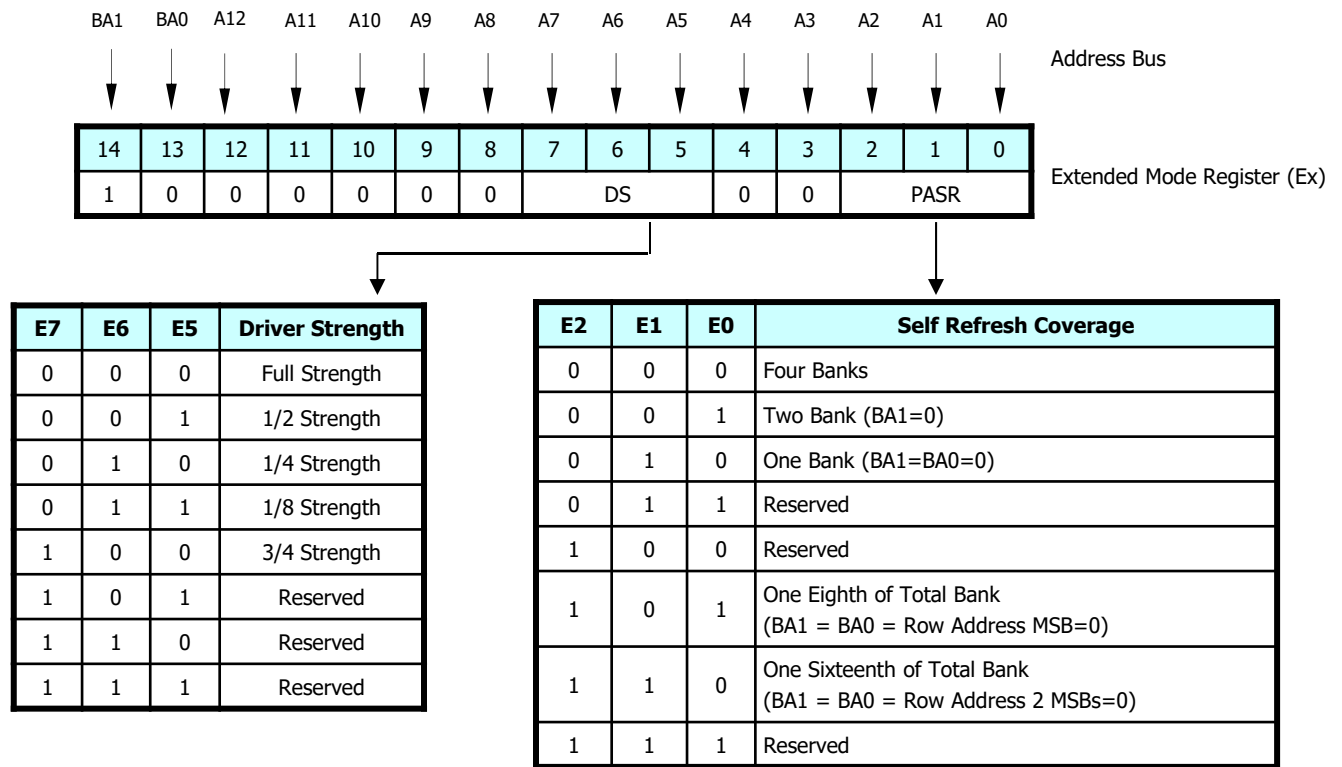 BA1 BA0 A12 A11 A10 A9 A8 A7 A6 A5 A4 A3 A2 A1 A0
Address Bus
14 13 12 11 10 9 8 7 6 5 4 3 2 1 0
1 0 0 0 0 0 0 DS 0 0 PASR
Extended Mode Register (Ex)
E7 E6 E5 Driver Strength
0 0 0 Full Strength
0 0 1 1/2 Strength
0 1 0 1/4 Strength
0 1 1 1/8 Strength
1 0 0 3/4 Strength
1 0 1 Reserved
1 1 0 Reserved
1 1 1 Reserved
E2 E1 E0 Self Refresh Coverage
0 0 0 Four Banks
0 0 1 Two Bank (BA1=0)
0 1 0 One Bank (BA1=BA0=0)
0 1 1 Reserved
1 0 0 Reserved
1 0 1 One Eighth of Total Bank
(BA1 = BA0 = Row Address MSB=0)
1 1 0 One Sixteenth of Total Bank
(BA1 = BA0 = Row Address 2 MSBs=0)
1 1 1 Reserved